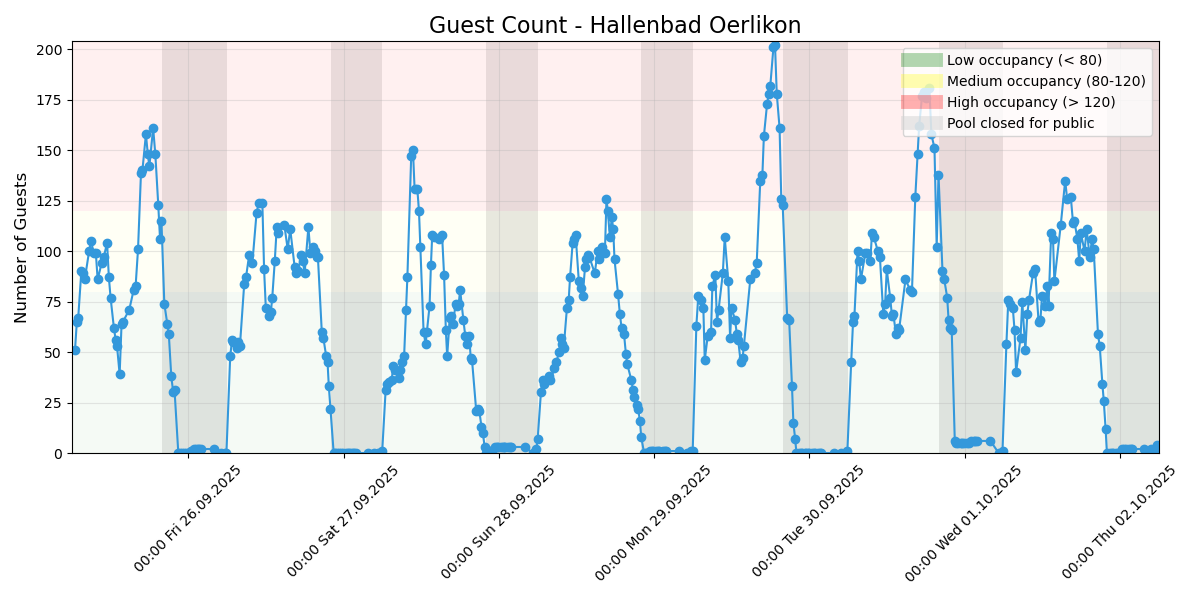 Guest Count - Hallenbad Oerlikon
Number of Guests
200
175
150
125
100
75
50
25
0
Low occupancy (< 80)
Medium occupancy (80-120)
High occupancy (> 120)
Pool closed for public
00:00 Fri 26.09.2025
00:00 Sat 27.09.2025
00:00 Sun 28.09.2025
00:00 Mon 29.09.2025
00:00 Tue 30.09.2025
00:00 Wed 01.10.2025
00:00 Thu 02.10.2025